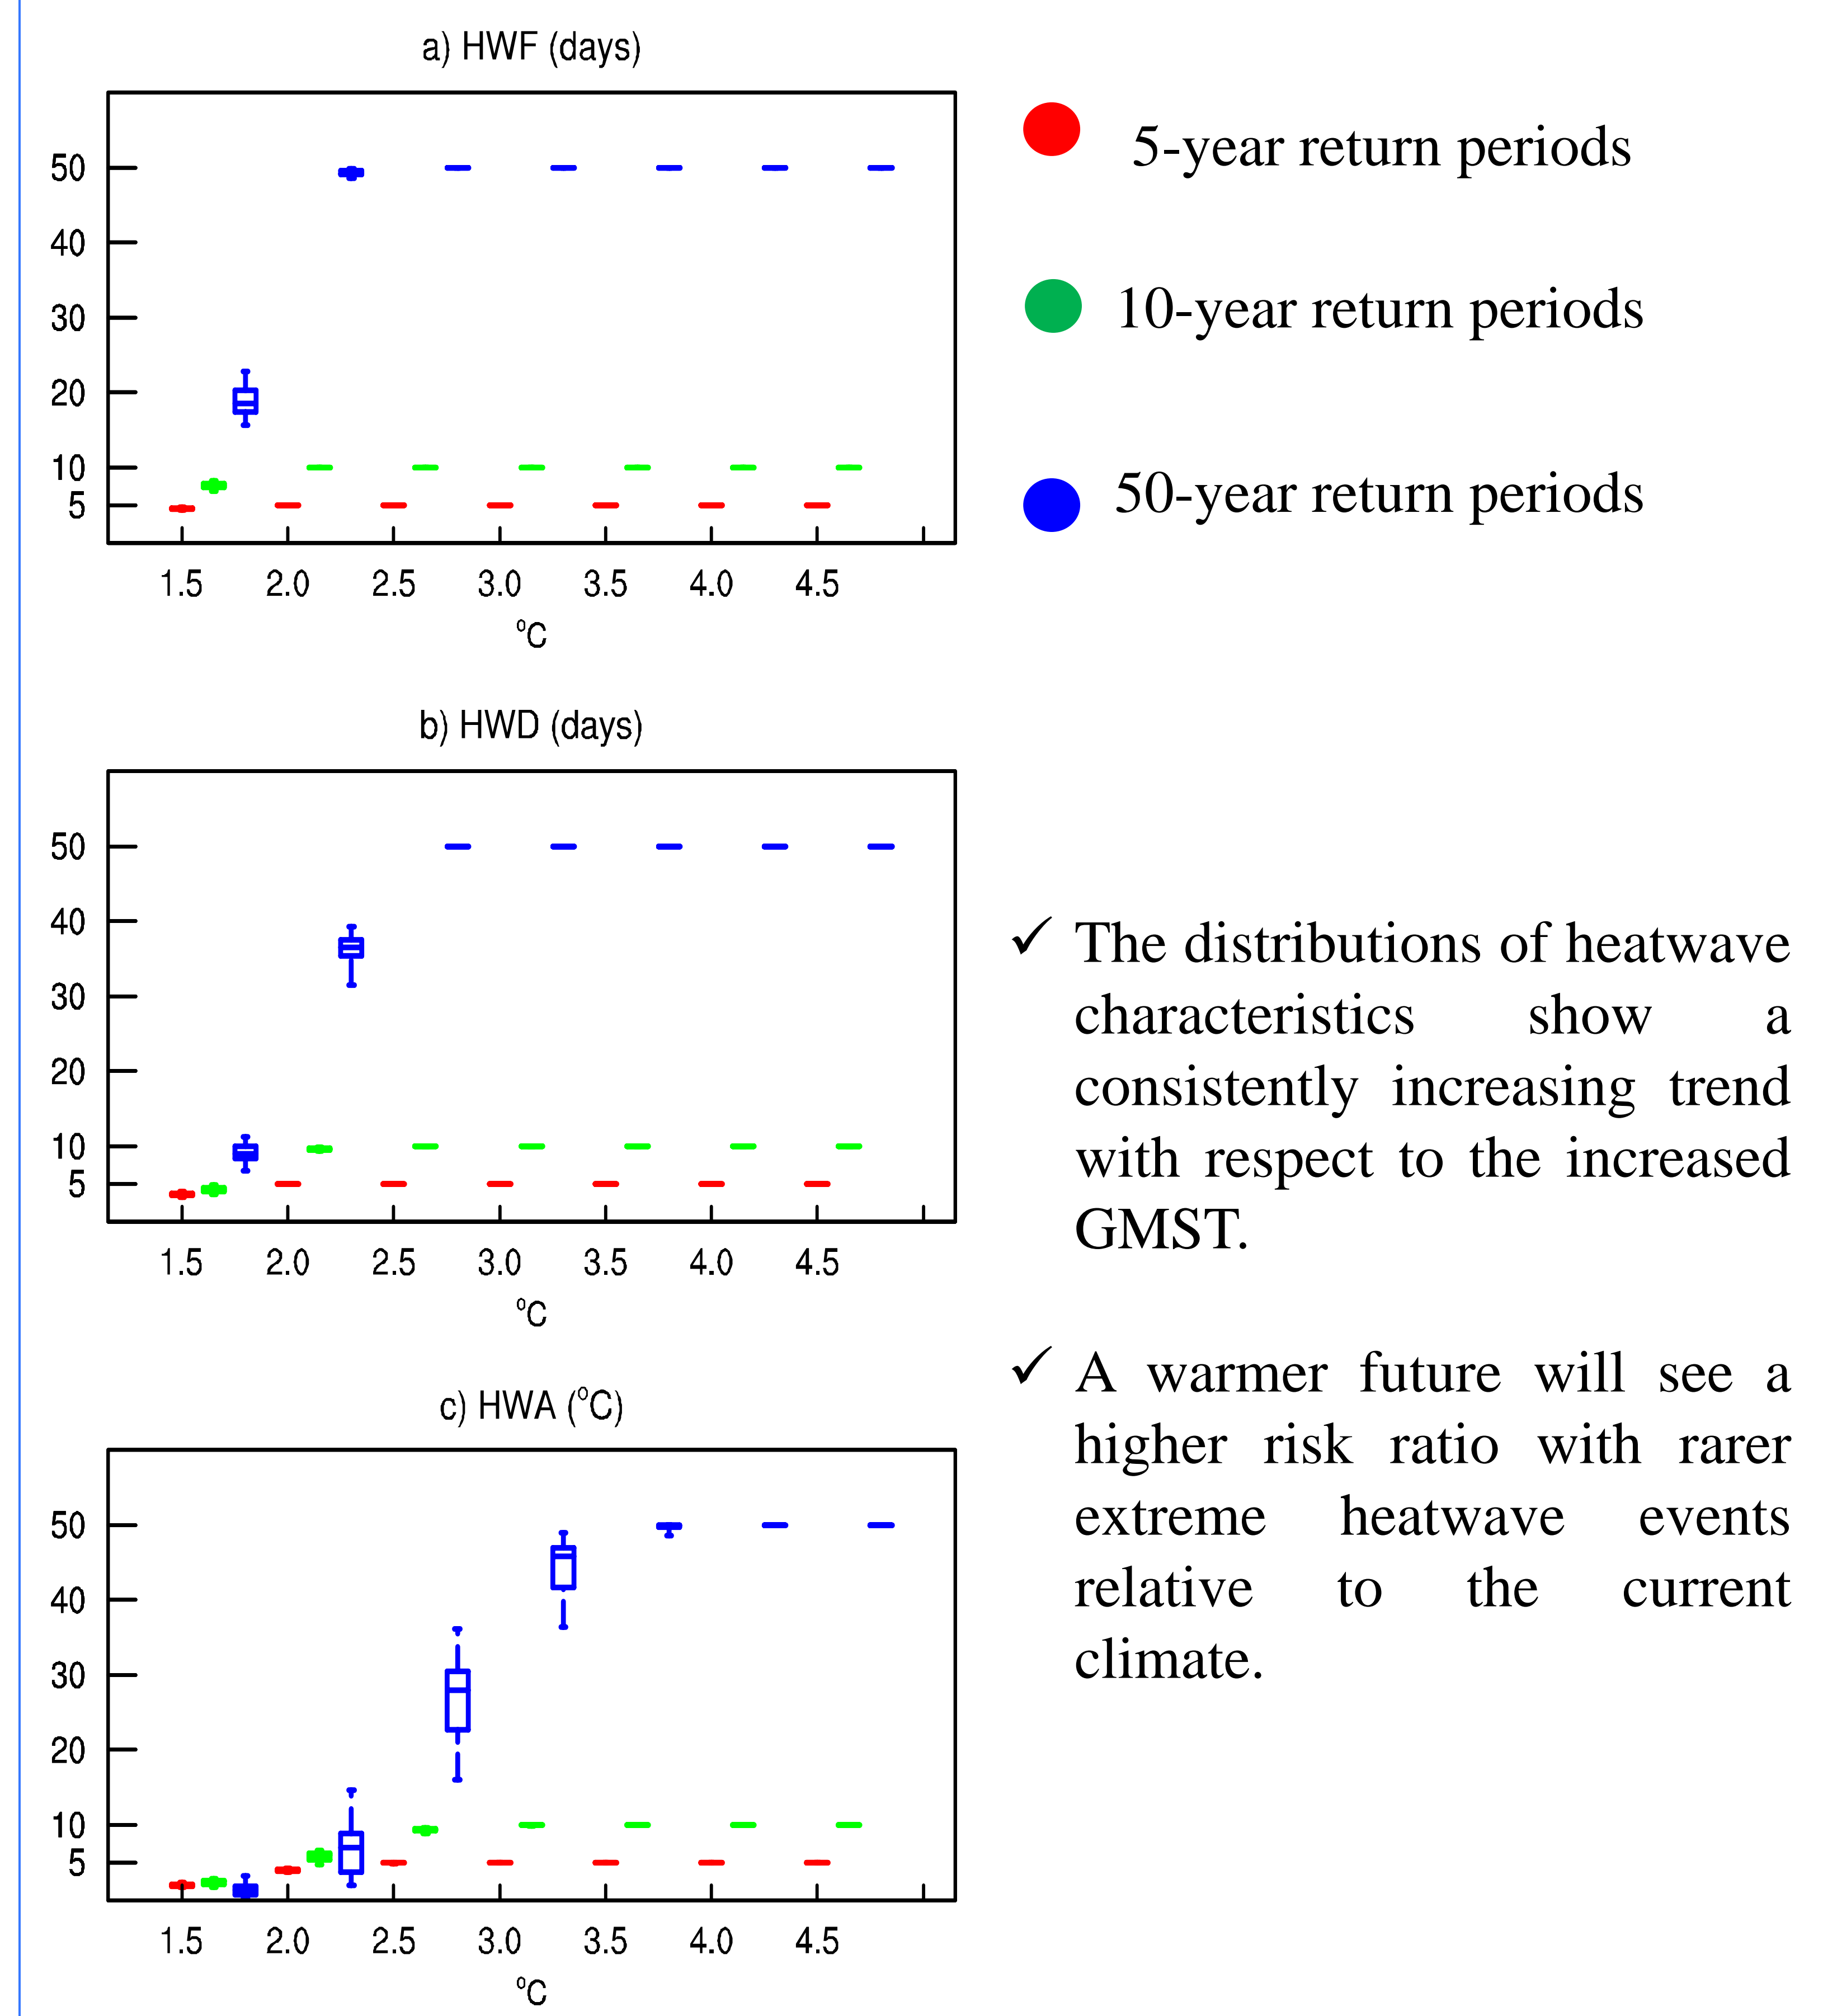 a) HWF (days)
50
40
30
20
10
5
1.5 2.0 2.5 3.0 3.5 4.0 4.5
°C
5-year return periods
10-year return periods
50-year return periods
b) HWD (days)
50
40
30
20
10
5
1.5 2.0 2.5 3.0 3.5 4.0 4.5
°C
c) HWA (°C)
50
40
30
20
10
5
1.5 2.0 2.5 3.0 3.5 4.0 4.5
°C
✓ The distributions of heatwave
characteristics show a
consistently increasing trend
with respect to the increased
GMST.
✓ A warmer future will see a
higher risk ratio with rarer
extreme heatwave events
relative to the current
climate.